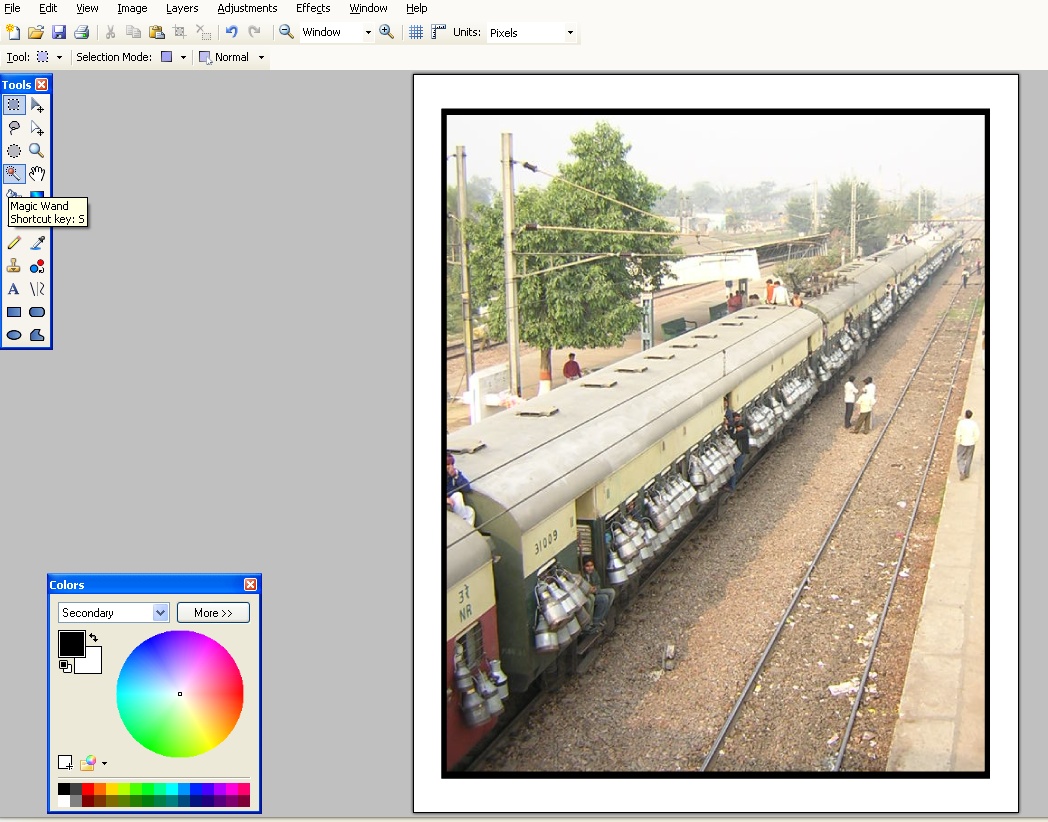 File Edit View Image Layers Adjustments Effects Window Help
Window Units: Pixels
Tool: Selection Mode: Normal
Tools
Magic Wand
Shortcut key: S
A
31009
उरे
NR
Colors
Secondary More >>